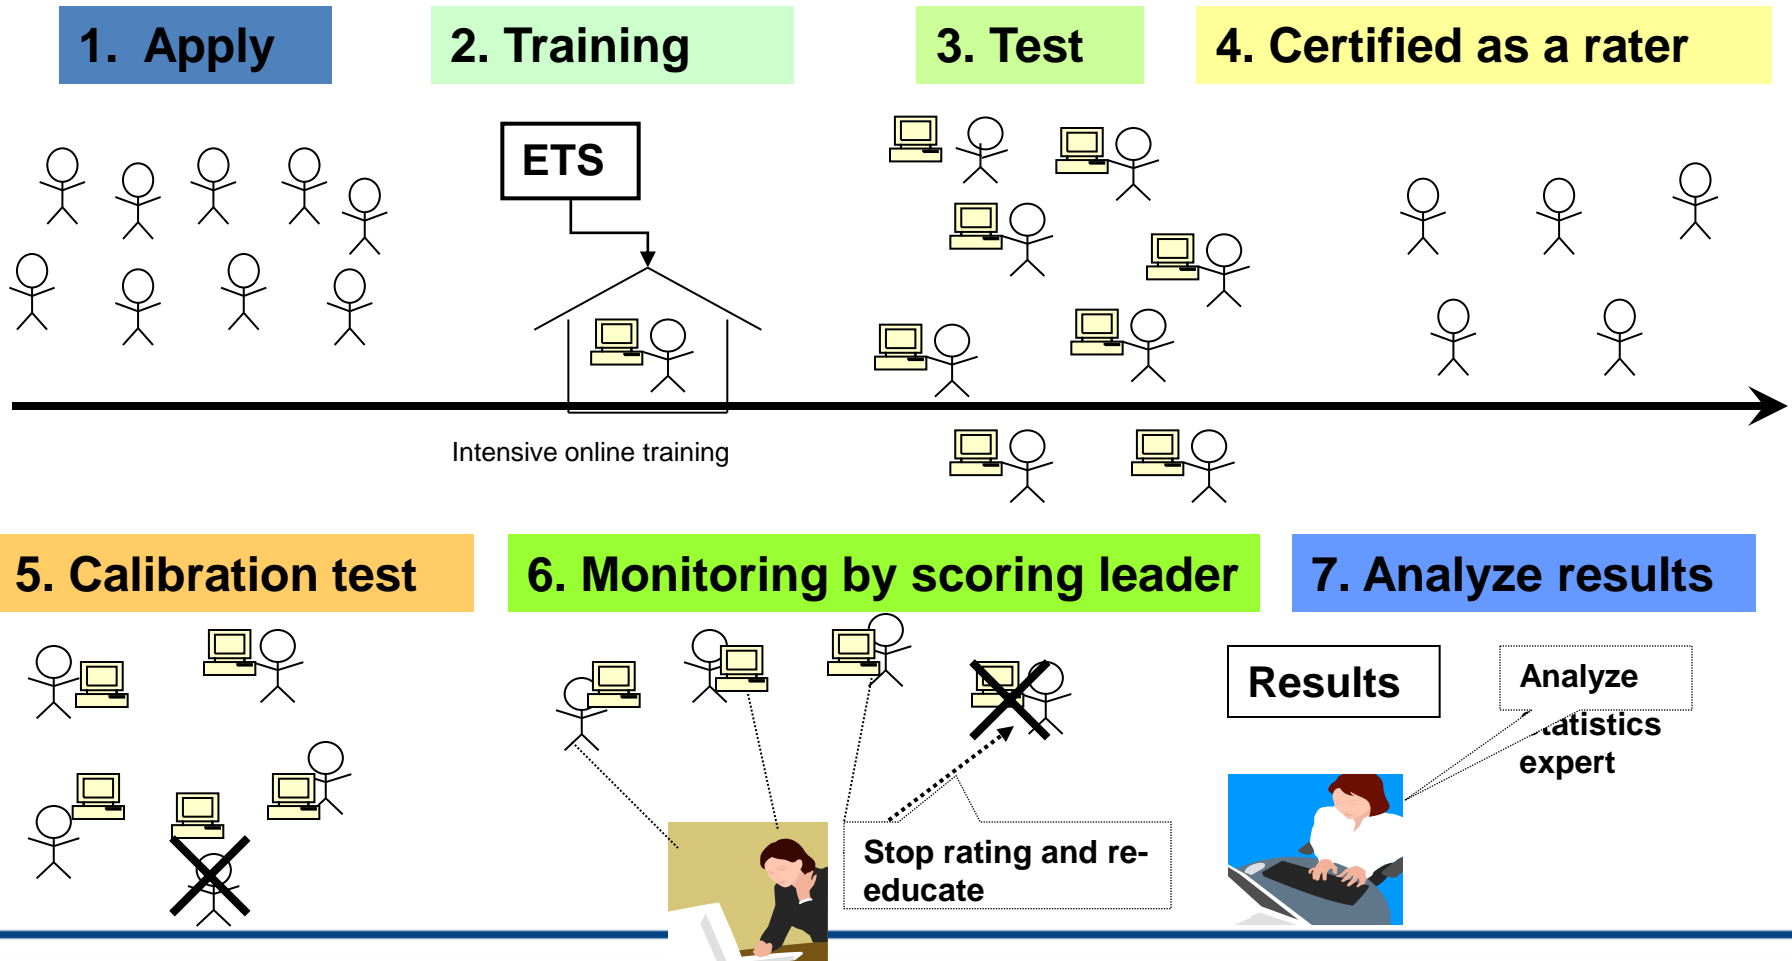 1. Apply
2. Training
3. Test
4. Certified as a rater
ETS
Intensive online training
5. Calibration test
6. Monitoring by scoring leader
7. Analyze results
Stop rating and re-
educate
Results
Analyze
expert